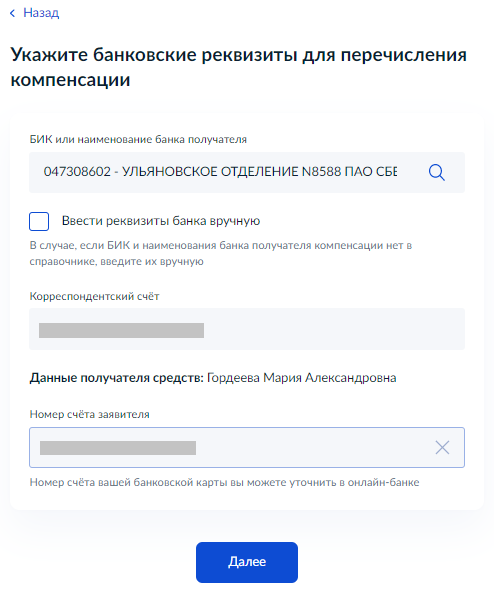 Назад
Укажите банковские реквизиты для перечисления
компенсации
БИК или наименование банка получателя
047308602 - УЛЬЯНОВСКОЕ ОТДЕЛЕНИЕ N8588 ПАО СБЕ
Ввести реквизиты банка вручную
В случае, если БИК и наименования банка получателя компенсации нет в
справочнике, введите их вручную
Корреспондентский счёт
Данные получателя средств: Гордеева Мария Александровна
Номер счёта заявителя
Номер счёта вашей банковской карты вы можете уточнить в онлайн-банке
Далее